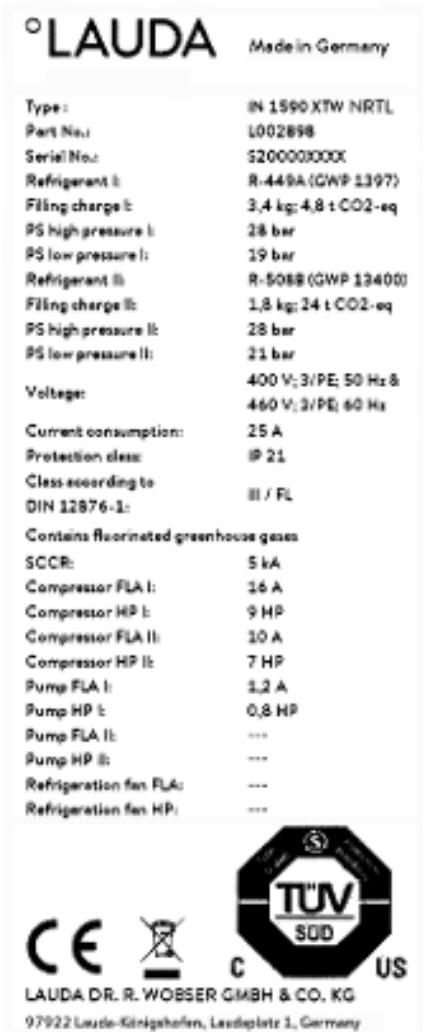 °LAUDA Made in Germany
Type: IN 1590 XTW NRTL
Part No.: L002898
Serial No.: S20000XXXX
Refrigerant I: R-449A (GWP 1397)
Filling charge I: 3,4 kg; 4,8 t CO2-eq
PS high pressure I: 28 bar
PS low pressure I: 19 bar
Refrigerant II: R-508B (GWP 13400)
Filling charge II: 1,8 kg; 24 t CO2-eq
PS high pressure II: 28 bar
PS low pressure II: 21 bar
Voltage: 400 V; 3/PE; 50 Hz &
460 V; 3/PE; 60 Hz
Current consumption: 25 A
Protection class: IP 21
Class according to
DIN 12876-1: III / FL
Contains fluorinated greenhouse gases
SCCR: 5 kA
Compressor FLA I: 16 A
Compressor HP I: 9 HP
Compressor FLA II: 10 A
Compressor HP II: 7 HP
Pump FLA I: 1,2 A
Pump HP I: 0,8 HP
Pump FLA II: ---
Pump HP II: ---
Refrigeration fan FLA: ---
Refrigeration fan HP: ---
CE
TÜV
SÜD
C US
LAUDA DR. R. WOBSER GMBH & CO. KG
97922 Lauda-Königshofen, Laudaplatz 1, Germany